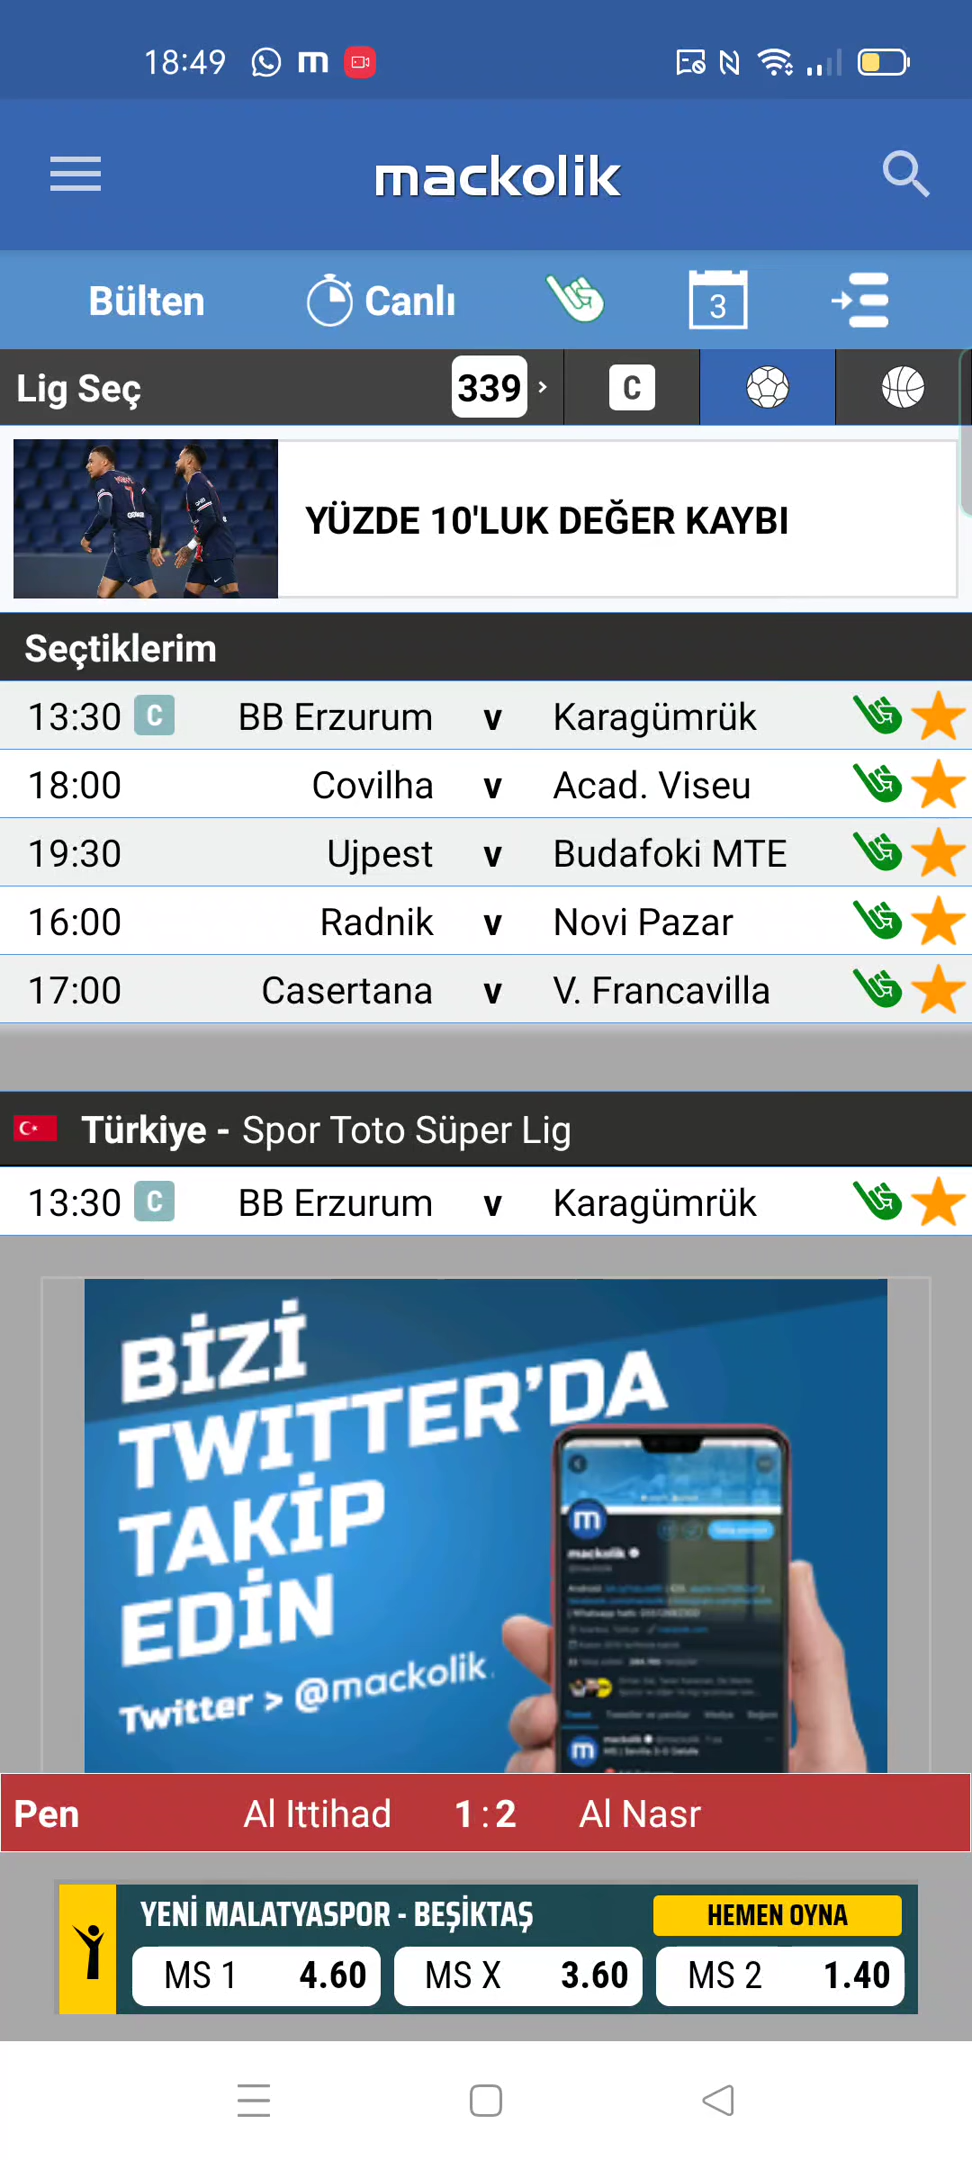 18:49
mackolik
Bülten Canlı 3
Lig Seç 339 > C
YÜZDE 10'LUK DEĞER KAYBI
Seçtiklerim
13:30 C BB Erzurum v Karagümrük
18:00 Covilha v Acad. Viseu
19:30 Ujpest v Budafoki MTE
16:00 Radnik v Novi Pazar
17:00 Casertana v V. Francavilla
Türkiye - Spor Toto Süper Lig
13:30 C BB Erzurum v Karagümrük
BİZİ
TWITTER'DA
TAKİP
EDİN
Twitter > @mackolik.
m
mackolik
Pen Al Ittihad 1 : 2 Al Nasr
YENİ MALATYASPOR - BEŞİKTAŞ HEMEN OYNA
MS 1 4.60 MS X 3.60 MS 2 1.40